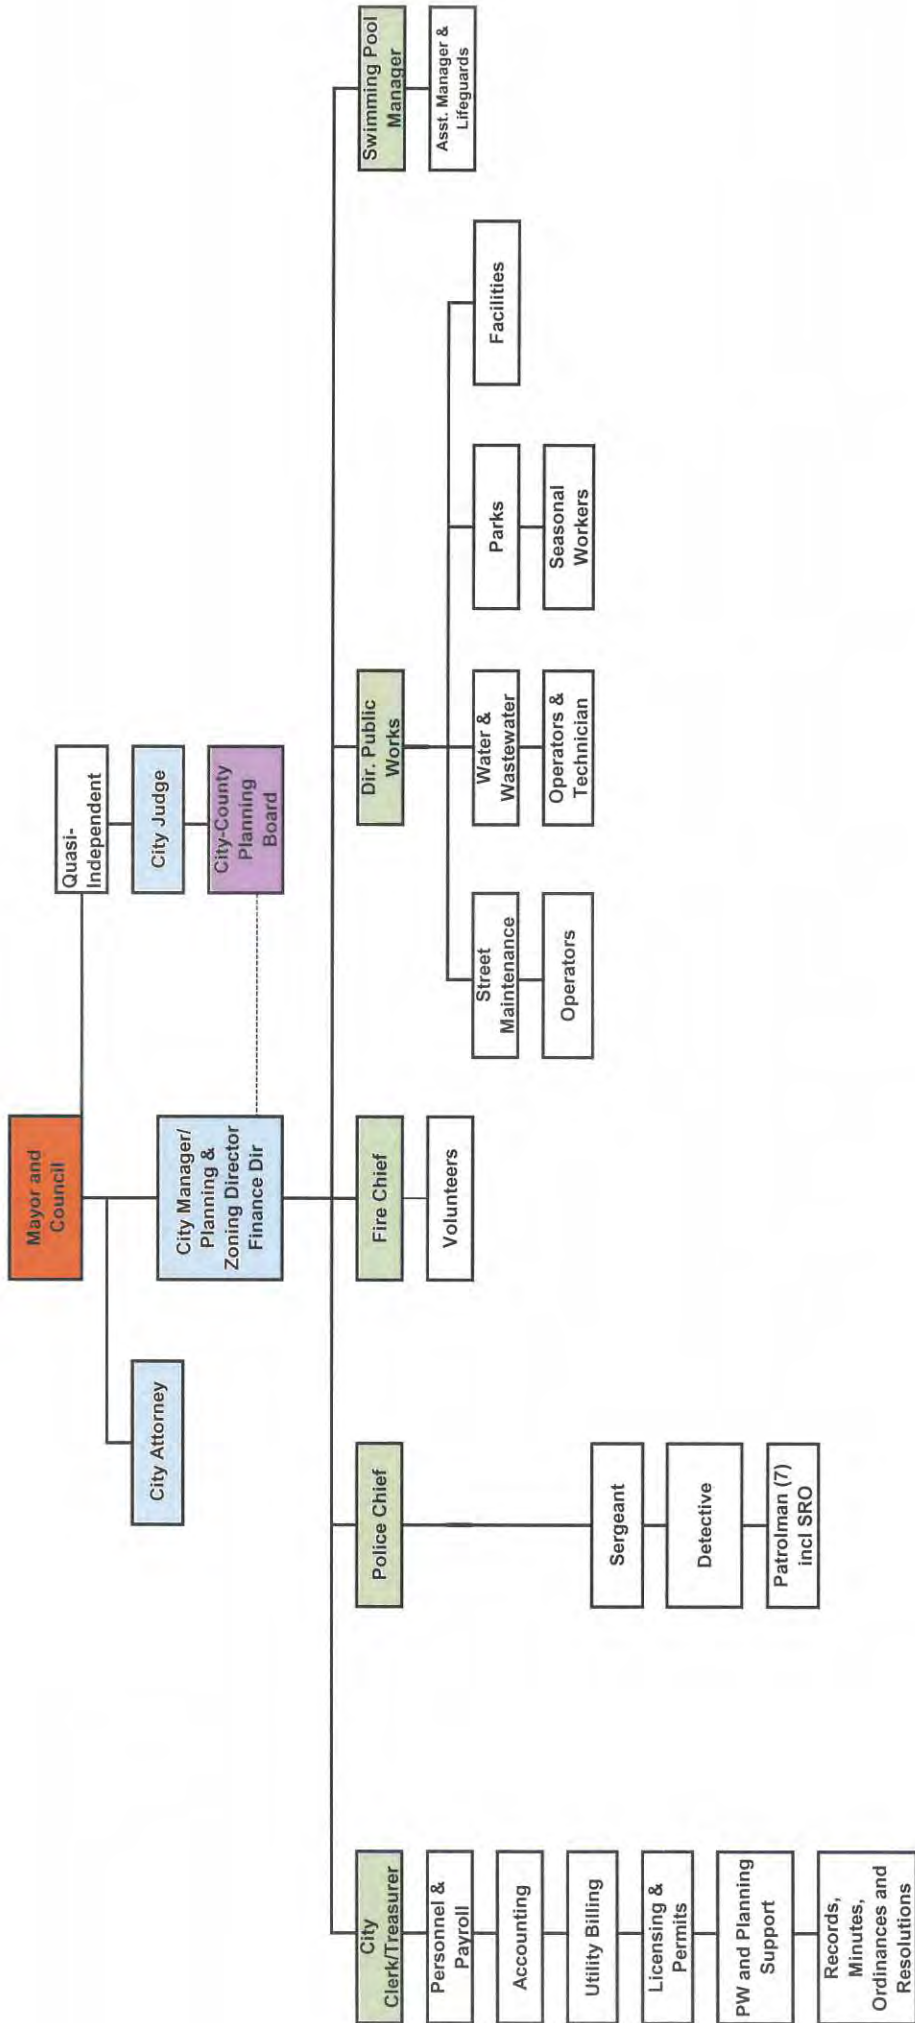 Mayor and
Council
Quasi-
Independent
City Attorney
City Manager/
Planning &
Zoning Director
Finance Dir
City Judge
City-County
Planning
Board
City
Clerk/Treasurer
Police Chief
Fire Chief
Dir. Public
Works
Swimming Pool
Manager
Personnel &
Payroll
Accounting
Utility Billing
Licensing &
Permits
PW and Planning
Support
Records,
Minutes,
Ordinances and
Resolutions
Sergeant
Detective
Patrolman (7)
incl SRO
Volunteers
Street
Maintenance
Operators
Water &
Wastewater
Operators &
Technician
Parks
Seasonal
Workers
Facilities
Asst. Manager &
Lifeguards